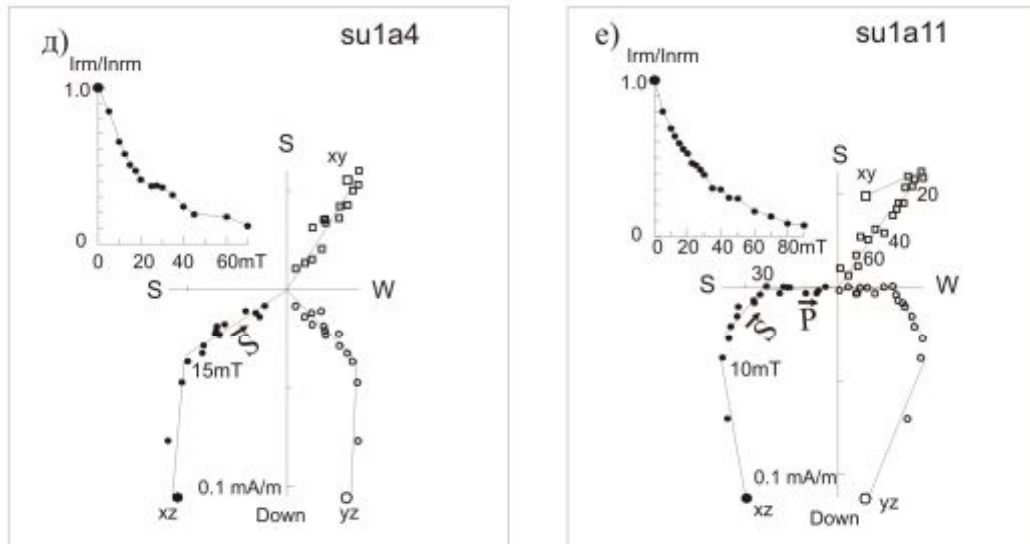 д)
su1a4
Irm/Inrm
1.0
0
0 20 40 60mT
S
xy
S
W
S
15mT
0.1 mA/m
xz
Down
yz
е)
su1a11
Irm/Inrm
1.0
0
0 20 40 60 80mT
S
xy
20
40
60
S
30
W
P
S
10mT
0.1 mA/m
xz
Down
yz